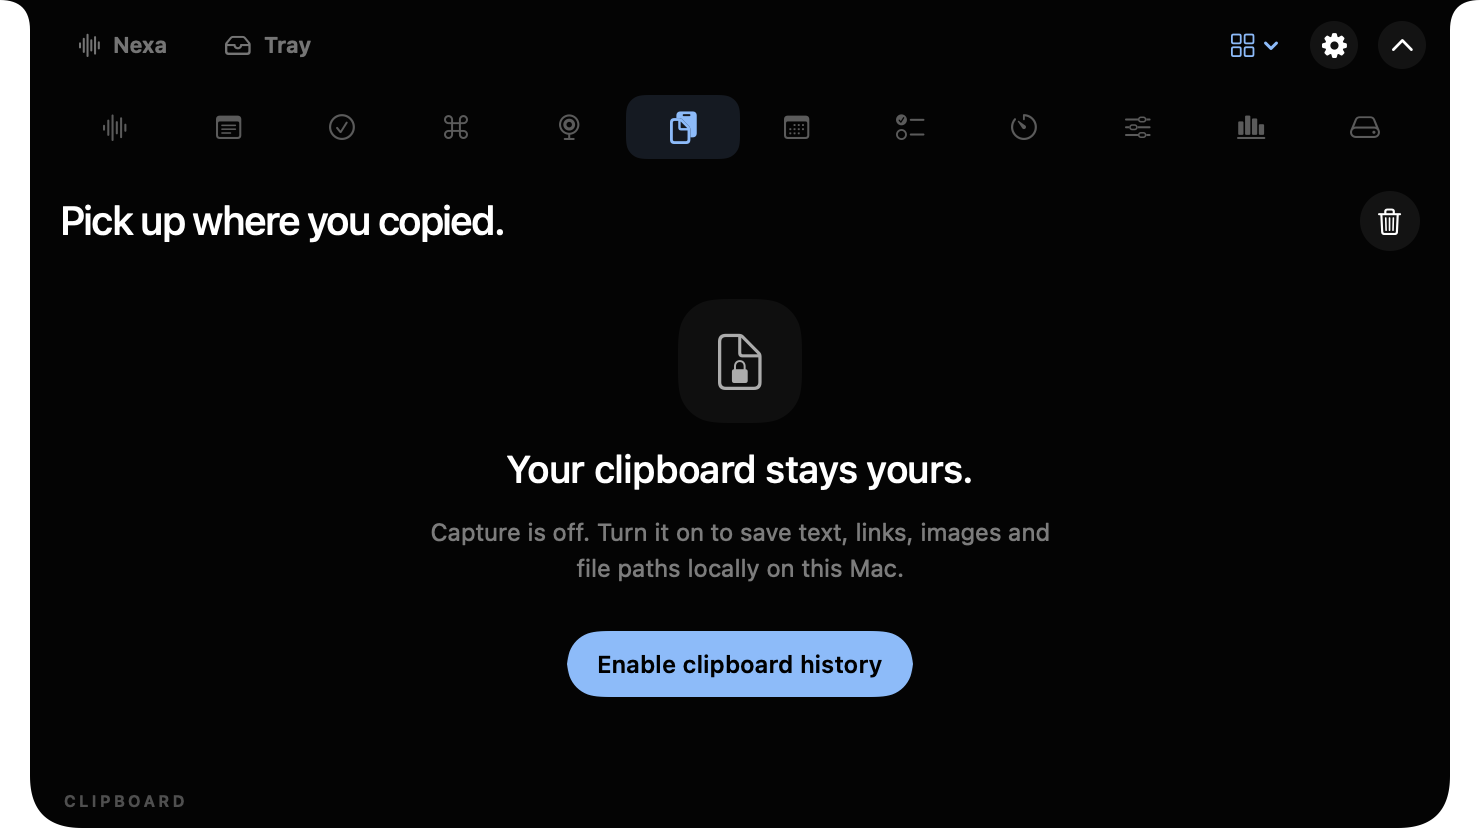 Nexa
Tray
Pick up where you copied.
Your clipboard stays yours.
Capture is off. Turn it on to save text, links, images and
file paths locally on this Mac.
Enable clipboard history
CLIPBOARD